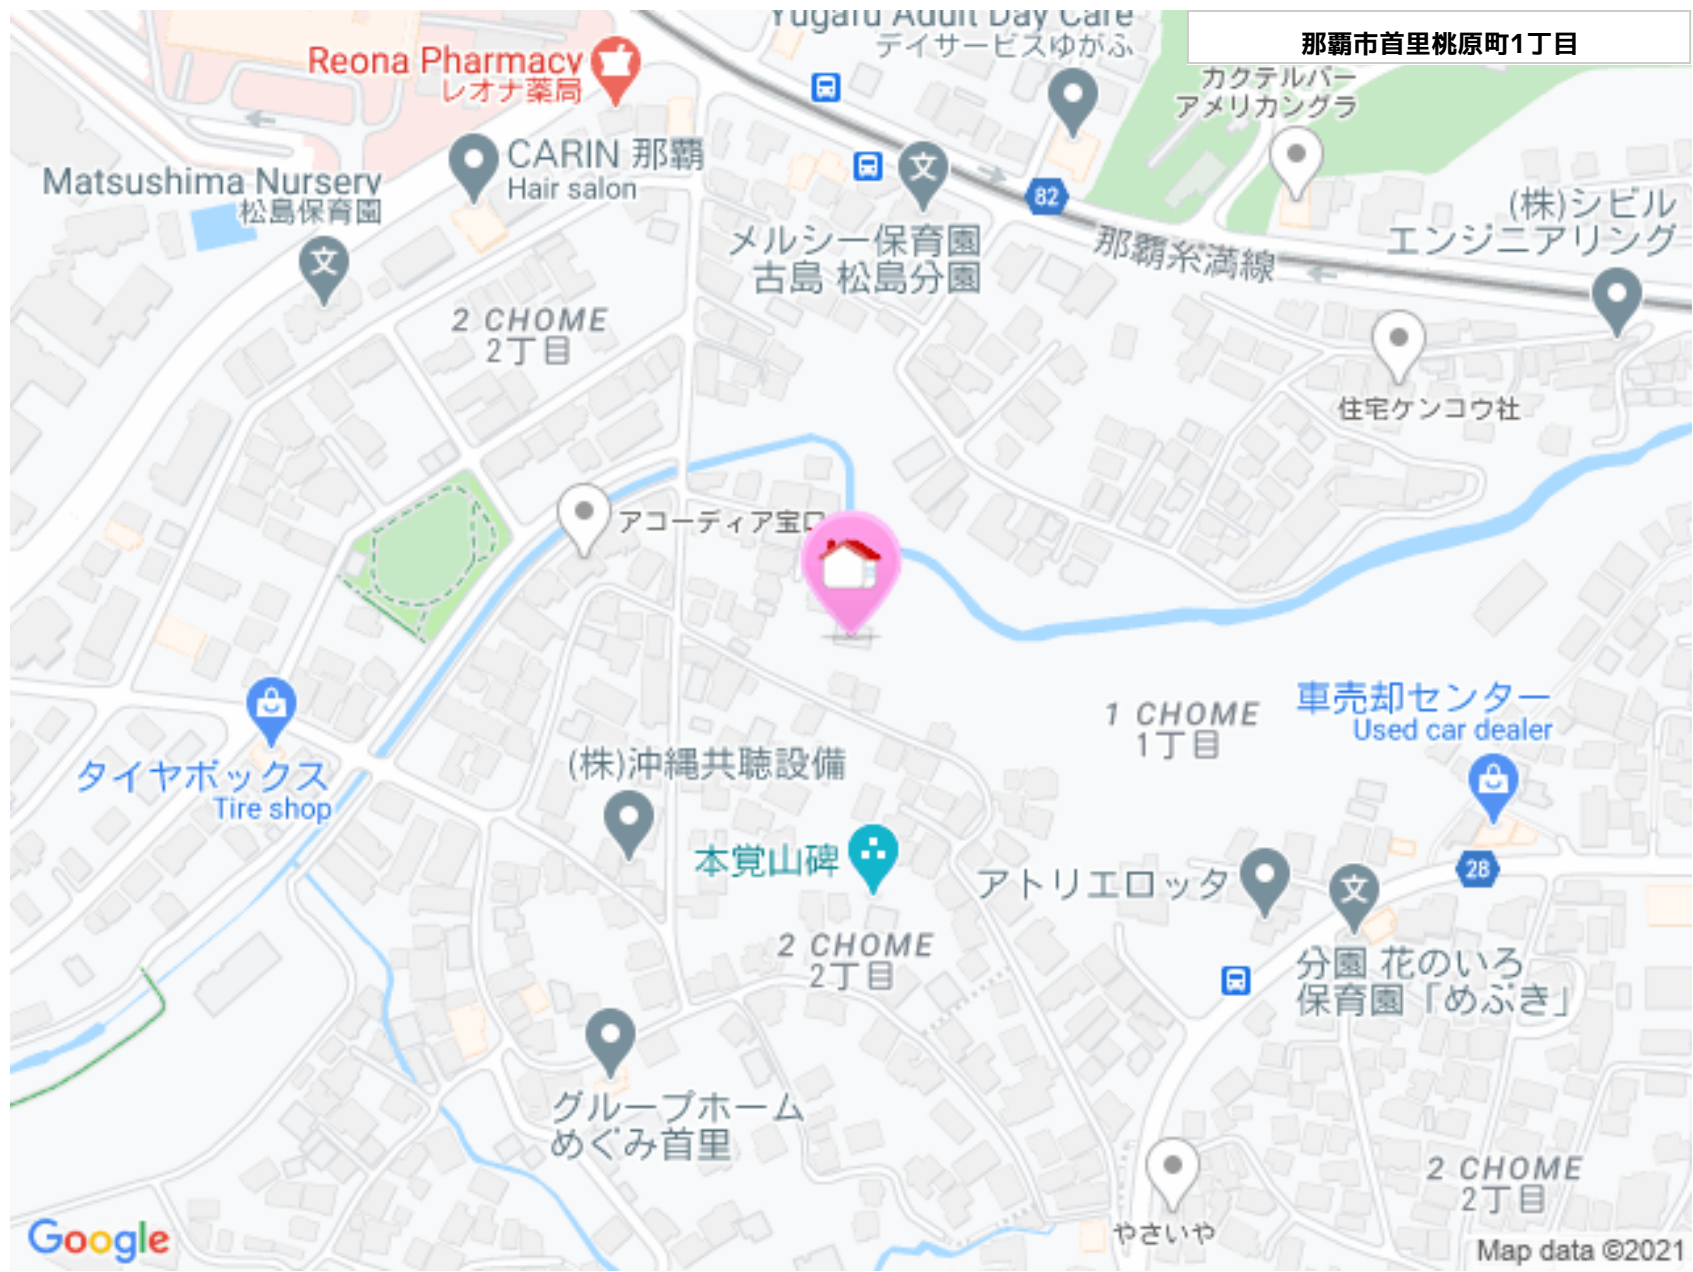 Yugafu Adult Day Care
デイサービスゆがふ
那覇市首里桃原町1丁目
Reona Pharmacy
レオナ薬局
カクテルバー
アメリカングラ
CARIN 那覇
Hair salon
Matsushima Nursery
松島保育園
82
(株)シビル
エンジニアリング
メルシー保育園
古島 松島分園
那覇糸満線
2 CHOME
2丁目
住宅ケンコウ社
アコーディア宝口
車売却センター
Used car dealer
1 CHOME
1丁目
タイヤボックス
Tire shop
(株)沖縄共聴設備
本覚山碑
アトリエロッタ
28
2 CHOME
2丁目
分園 花のいろ
保育園「めぶき」
グループホーム
めぐみ首里
2 CHOME
2丁目
やさいや
Google
Map data ©2021